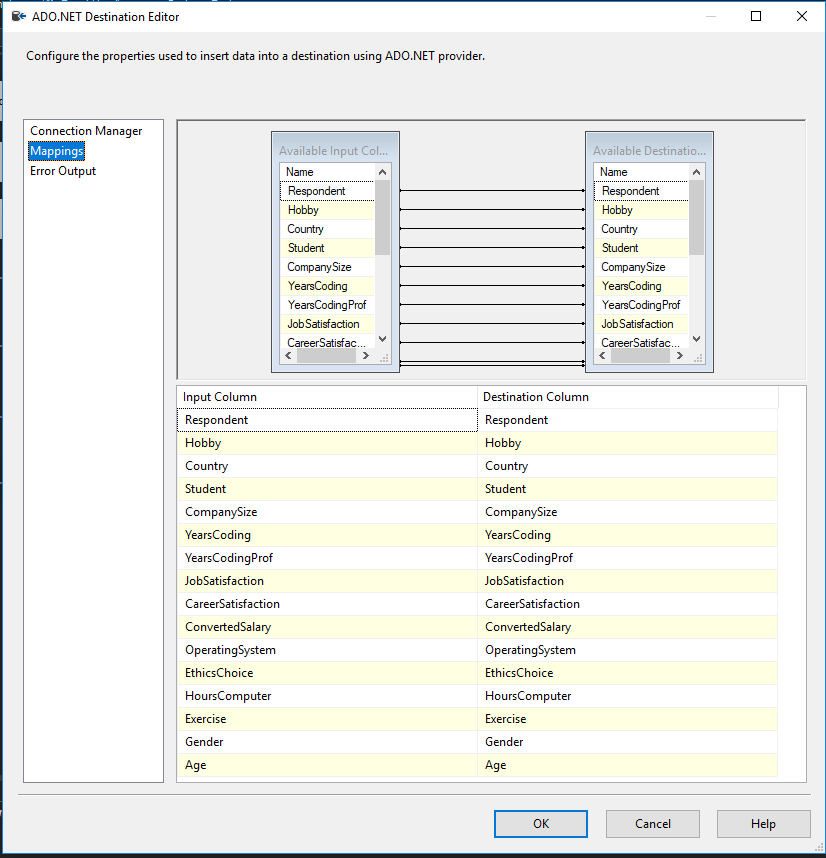 ADO.NET Destination Editor
Configure the properties used to insert data into a destination using ADO.NET provider.
Connection Manager
Mappings
Error Output
Available Input Col...
Name
Respondent
Hobby
Country
Student
CompanySize
YearsCoding
YearsCodingProf
JobSatisfaction
CareerSatisfac...
Available Destinatio...
Name
Respondent
Hobby
Country
Student
CompanySize
YearsCoding
YearsCodingProf
JobSatisfaction
CareerSatisfac...
Input Column Destination Column
Respondent Respondent
Hobby Hobby
Country Country
Student Student
CompanySize CompanySize
YearsCoding YearsCoding
YearsCodingProf YearsCodingProf
JobSatisfaction JobSatisfaction
CareerSatisfaction CareerSatisfaction
ConvertedSalary ConvertedSalary
OperatingSystem OperatingSystem
EthicsChoice EthicsChoice
HoursComputer HoursComputer
Exercise Exercise
Gender Gender
Age Age
OK Cancel Help